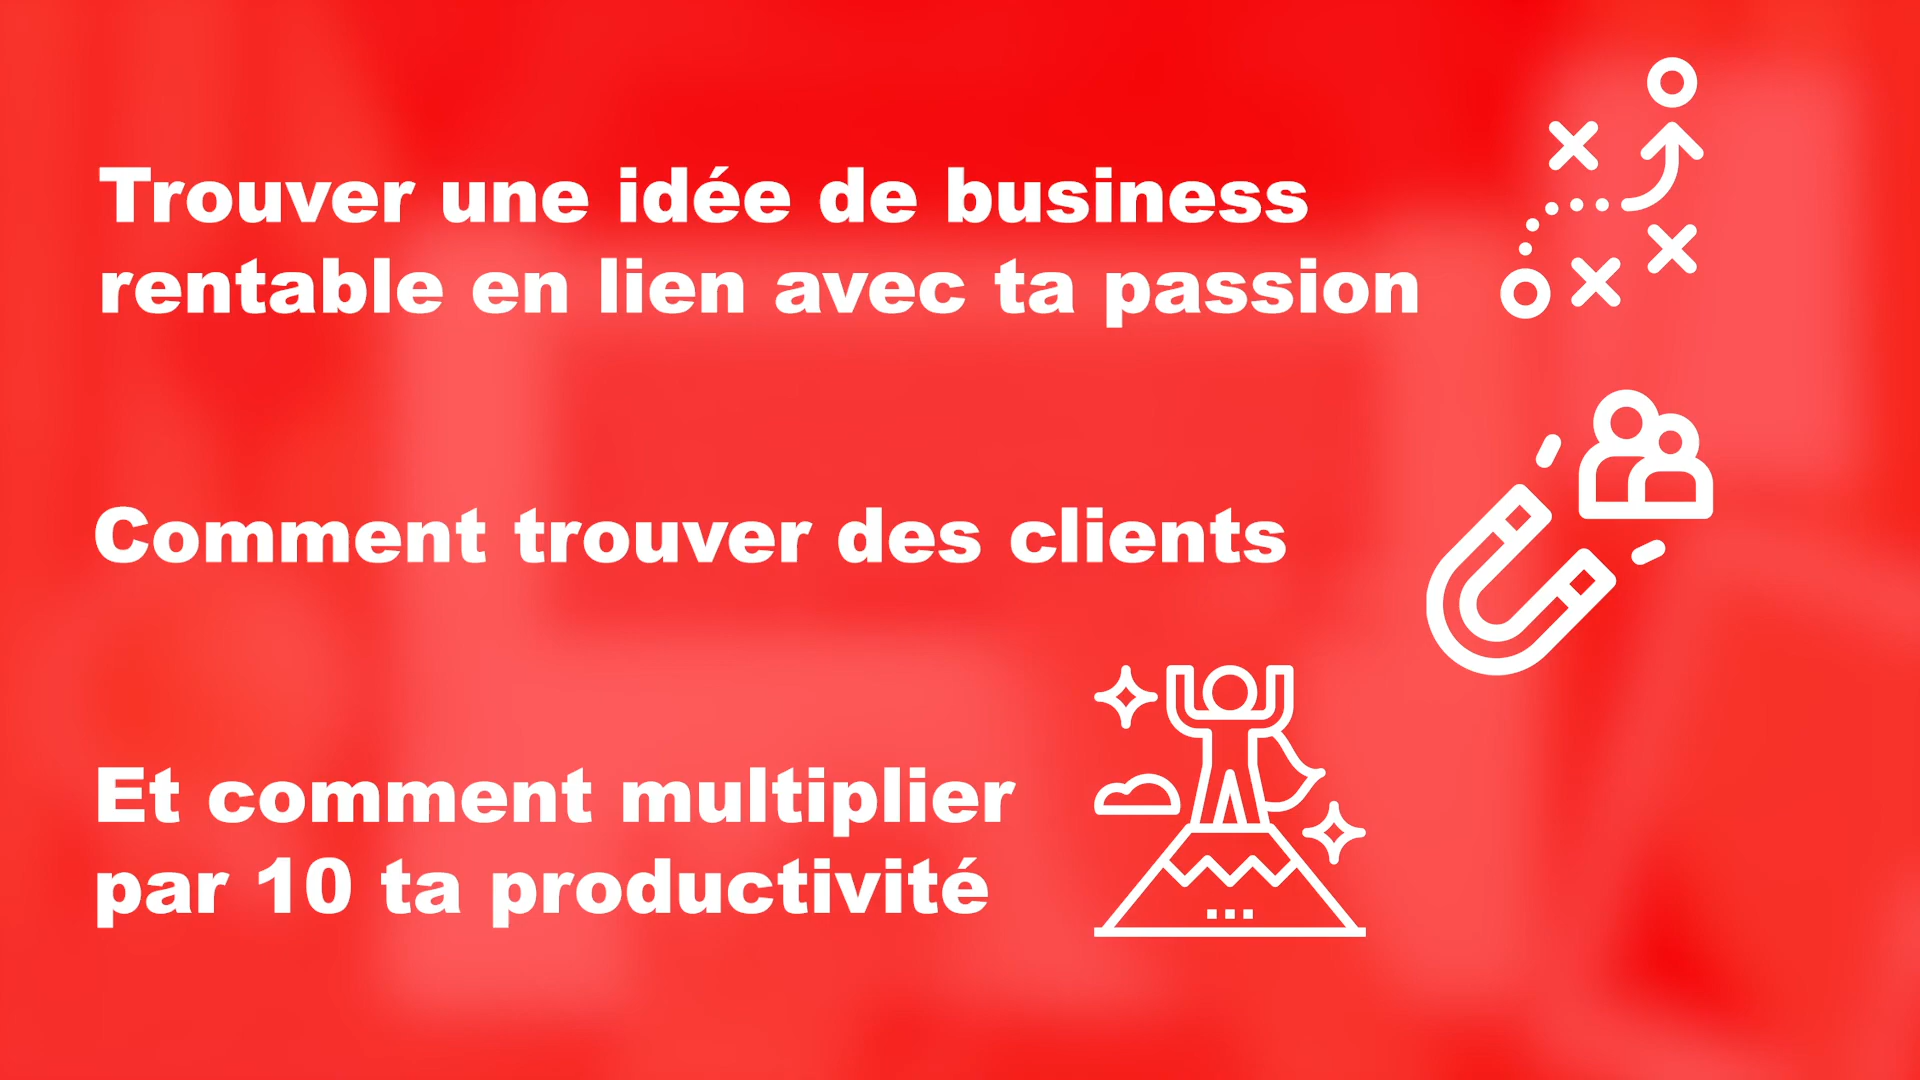 Trouver une idée de business
rentable en lien avec ta passion
Comment trouver des clients
Et comment multiplier
par 10 ta productivité